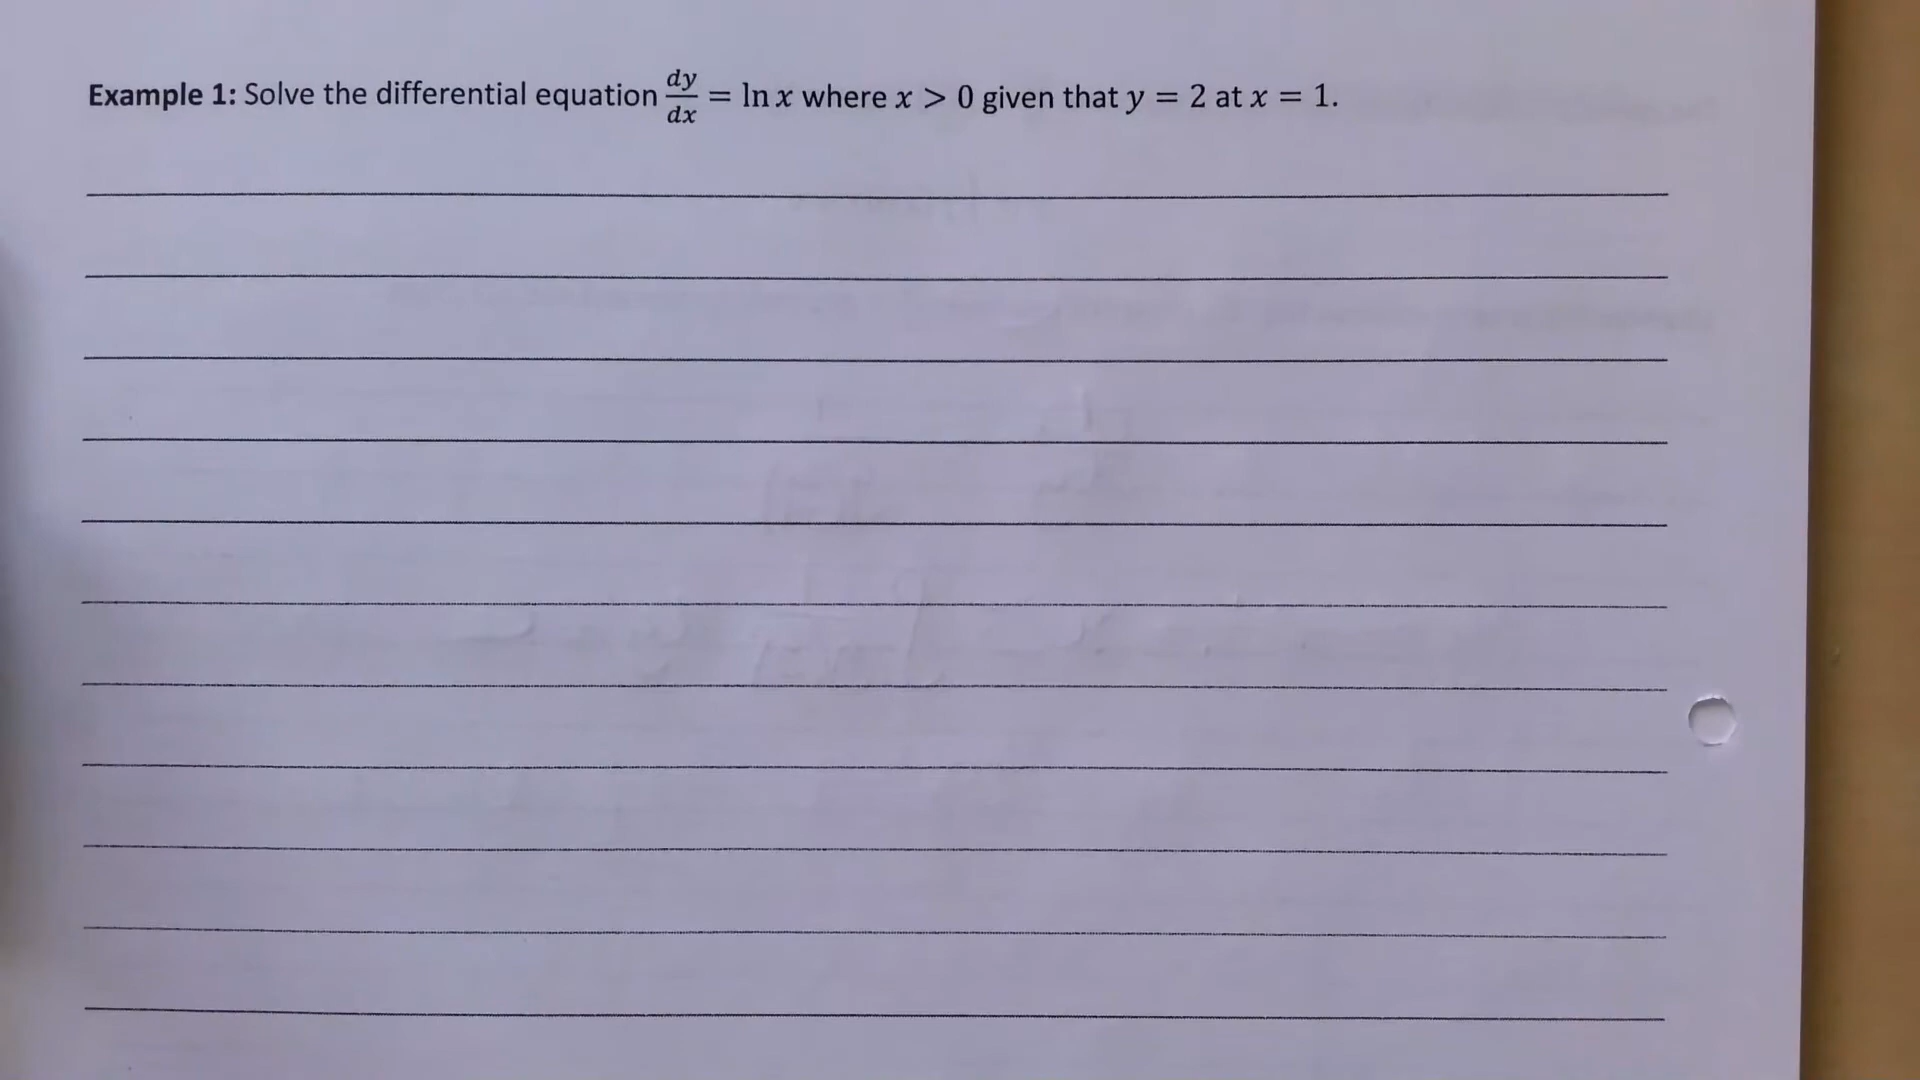 Example 1: Solve the differential equation dy/dx = ln x where x > 0 given that y = 2 at x = 1.